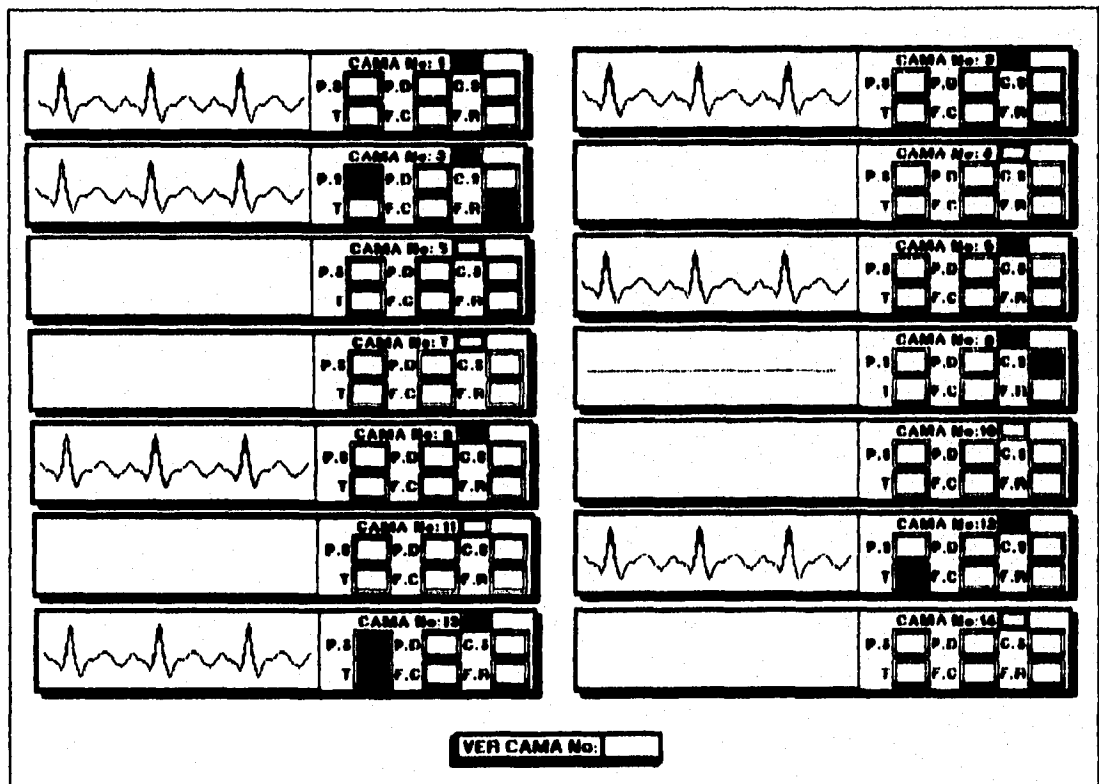 CAMA No: 1
P.S P.D C.S
T F.C F.R
CAMA No: 2
P.S P.D C.S
T F.C F.R
CAMA No: 3
P.S P.D C.S
T F.C F.R
CAMA No: 4
P.S P.D C.S
T F.C F.R
CAMA No: 5
P.S P.D C.S
T F.C F.R
CAMA No: 6
P.S P.D C.S
T F.C F.R
CAMA No: 7
P.S P.D C.S
T F.C F.R
CAMA No: 8
P.S P.D C.S
T F.C F.R
CAMA No: 9
P.S P.D C.S
T F.C F.R
CAMA No:10
P.S P.D C.S
T F.C F.R
CAMA No:11
P.S P.D C.S
T F.C F.R
CAMA No:12
P.S P.D C.S
T F.C F.R
CAMA No:13
P.S P.D C.S
T F.C F.R
CAMA No:14
P.S P.D C.S
T F.C F.R
VER CAMA No: